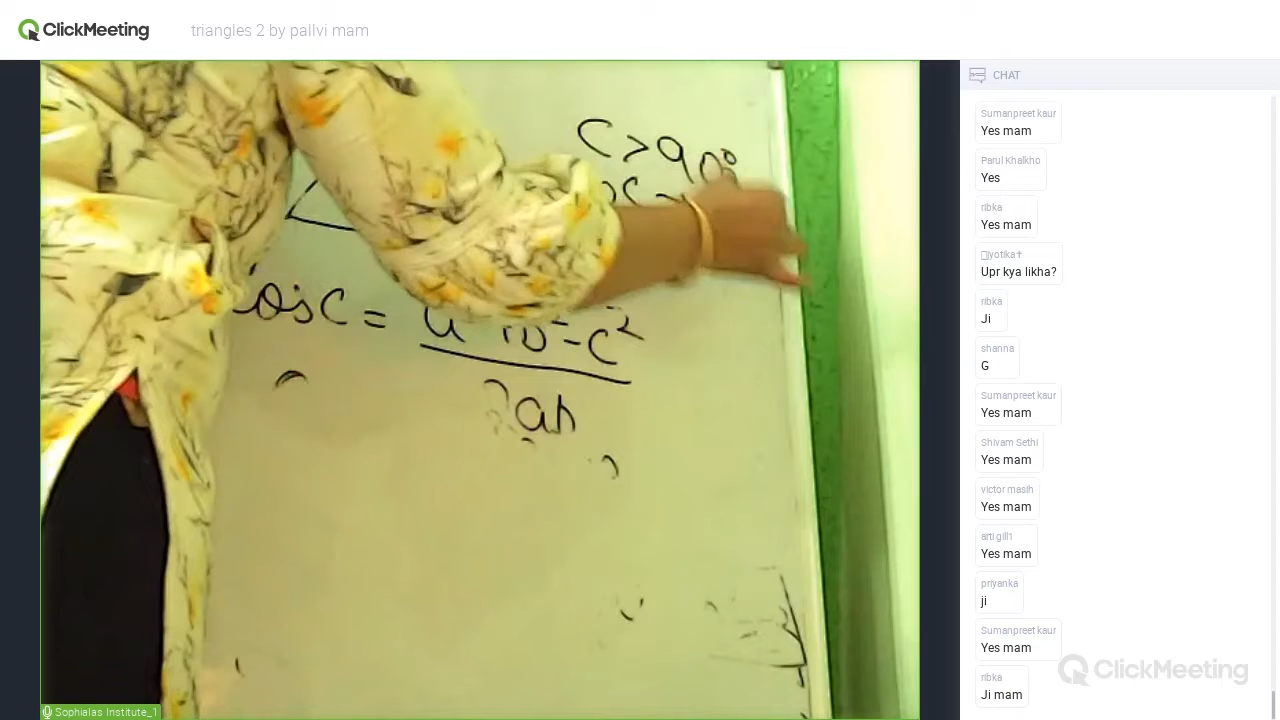 ClickMeeting
triangles 2 by pallvi mam
CHAT
C > 90°
cos C = a² + b² - c²
2ab
Sumanpreet kaur
Yes mam
Parul Khalkho
Yes
ribka
Yes mam
jyotika✝
Upr kya likha?
ribka
Ji
shanna
G
Sumanpreet kaur
Yes mam
Shivam Sethi
Yes mam
victor masih
Yes mam
arti gill1
Yes mam
priyanka
ji
Sumanpreet kaur
Yes mam
ribka
Ji mam
ClickMeeting
Sophialas Institute_1